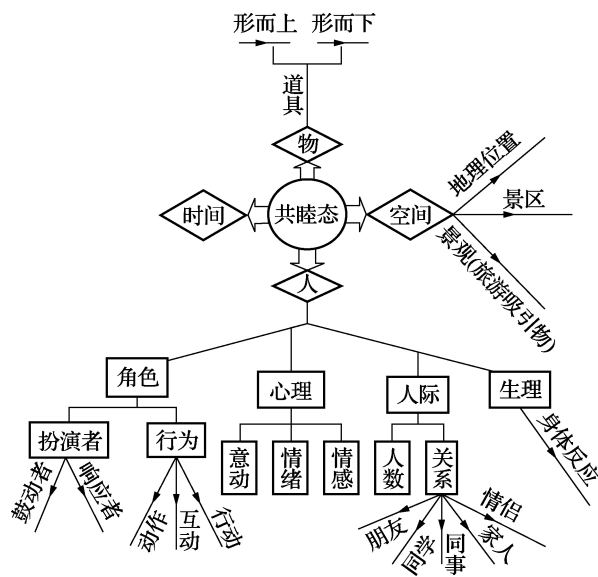 形而上 形而下
道具
物
时间
共睦态
空间
地理位置
景区
景观(旅游吸引物)
人
角色
心理
人际
生理
扮演者
行为
意动
情绪
情感
人数
关系
身体反应
鼓动者
响应者
动作
互动
行动
朋友
同学
同事
家人
情侣